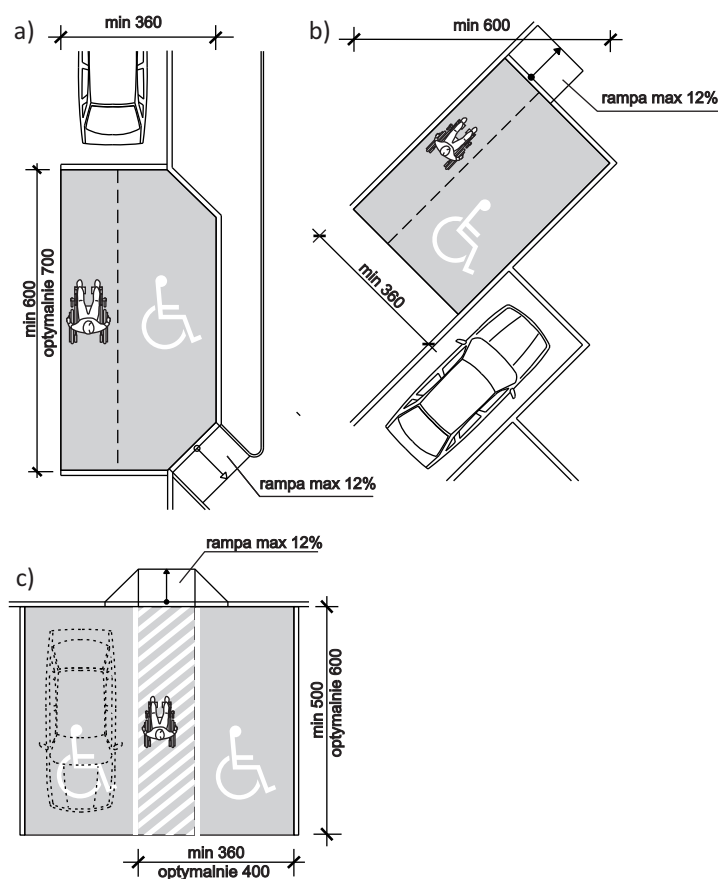 a)
min 360
min 600
optymalnie 700
rampa max 12%
b)
min 600
rampa max 12%
min 360
c)
rampa max 12%
min 500
optymalnie 600
min 360
optymalnie 400